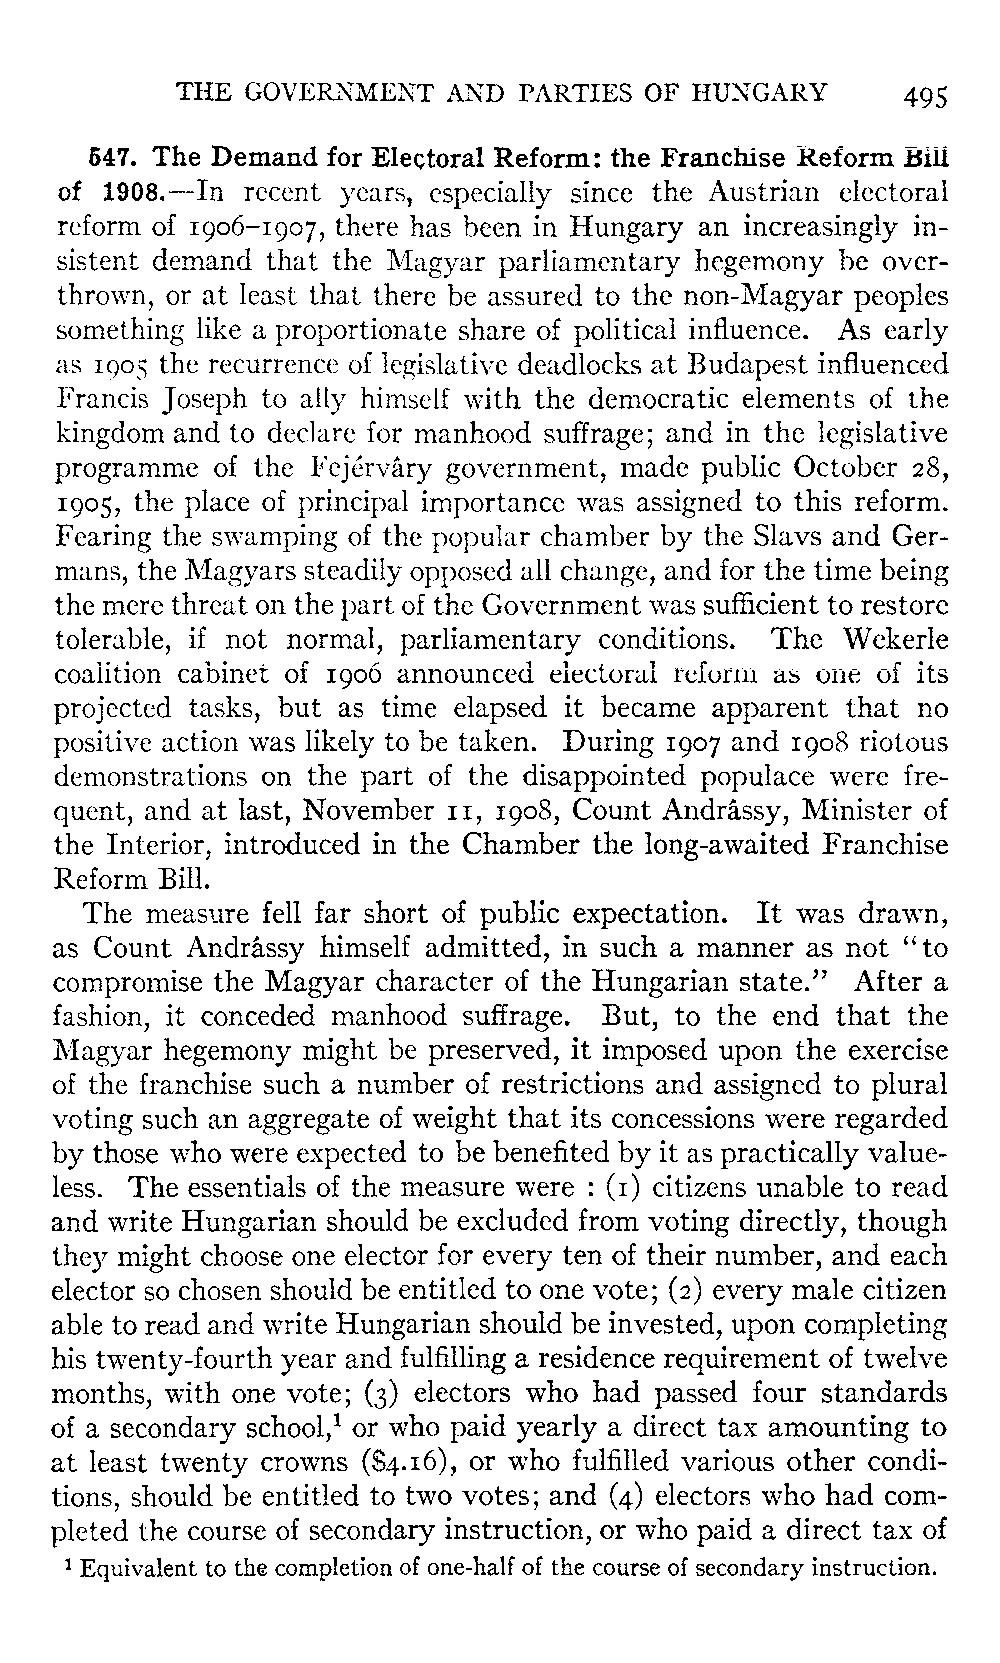 THE GOVERNMENT AND PARTIES OF HUNGARY 495
547. The Demand for Electoral Reform: the Franchise Reform Bill
of 1908.—In recent years, especially since the Austrian electoral
reform of 1906–1907, there has been in Hungary an increasingly in-
sistent demand that the Magyar parliamentary hegemony be over-
thrown, or at least that there be assured to the non-Magyar peoples
something like a proportionate share of political influence. As early
as 1905 the recurrence of legislative deadlocks at Budapest influenced
Francis Joseph to ally himself with the democratic elements of the
kingdom and to declare for manhood suffrage; and in the legislative
programme of the Fejérvâry government, made public October 28,
1905, the place of principal importance was assigned to this reform.
Fearing the swamping of the popular chamber by the Slavs and Ger-
mans, the Magyars steadily opposed all change, and for the time being
the mere threat on the part of the Government was sufficient to restore
tolerable, if not normal, parliamentary conditions. The Wekerle
coalition cabinet of 1906 announced electoral reform as one of its
projected tasks, but as time elapsed it became apparent that no
positive action was likely to be taken. During 1907 and 1908 riotous
demonstrations on the part of the disappointed populace were fre-
quent, and at last, November 11, 1908, Count Andrâssy, Minister of
the Interior, introduced in the Chamber the long-awaited Franchise
Reform Bill.
The measure fell far short of public expectation. It was drawn,
as Count Andrâssy himself admitted, in such a manner as not "to
compromise the Magyar character of the Hungarian state." After a
fashion, it conceded manhood suffrage. But, to the end that the
Magyar hegemony might be preserved, it imposed upon the exercise
of the franchise such a number of restrictions and assigned to plural
voting such an aggregate of weight that its concessions were regarded
by those who were expected to be benefited by it as practically value-
less. The essentials of the measure were : (1) citizens unable to read
and write Hungarian should be excluded from voting directly, though
they might choose one elector for every ten of their number, and each
elector so chosen should be entitled to one vote; (2) every male citizen
able to read and write Hungarian should be invested, upon completing
his twenty-fourth year and fulfilling a residence requirement of twelve
months, with one vote; (3) electors who had passed four standards
of a secondary school,¹ or who paid yearly a direct tax amounting to
at least twenty crowns ($4.16), or who fulfilled various other condi-
tions, should be entitled to two votes; and (4) electors who had com-
pleted the course of secondary instruction, or who paid a direct tax of
¹ Equivalent to the completion of one-half of the course of secondary instruction.